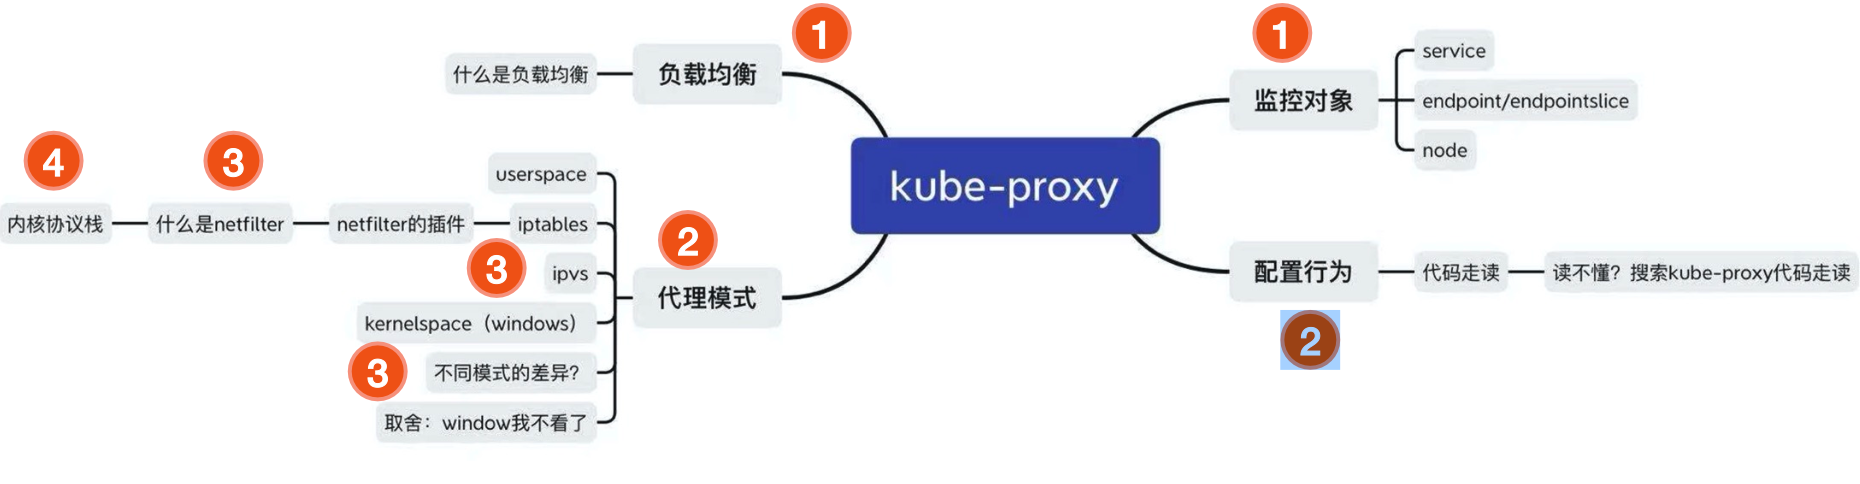 1
1
什么是负载均衡
负载均衡
监控对象
service
endpoint/endpointslice
node
kube-proxy
4
3
userspace
内核协议栈
什么是netfilter
netfilter的插件
iptables
3
ipvs
2
代理模式
kernelspace（windows）
3
不同模式的差异？
取舍：window我不看了
配置行为
代码走读
读不懂？搜索kube-proxy代码走读
2